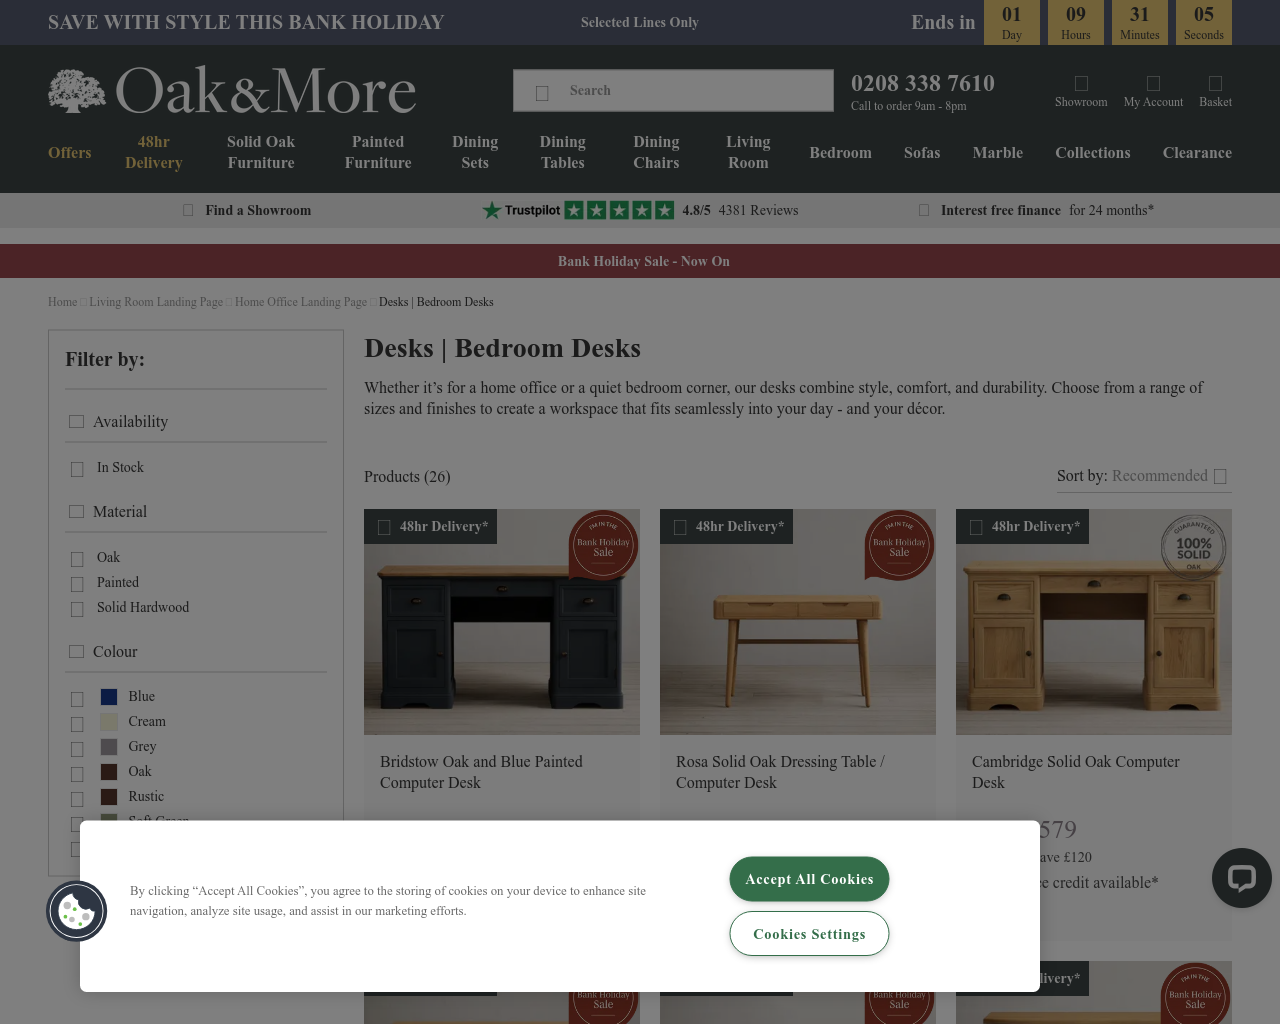 SAVE WITH STYLE THIS BANK HOLIDAY
Selected Lines Only
Ends in
01 09 31 05
Day Hours Minutes Seconds
Oak&More
Search
0208 338 7610
Call to order 9am - 8pm
Showroom My Account Basket
Offers
48hr Delivery
Solid Oak Furniture
Painted Furniture
Dining Sets
Dining Tables
Dining Chairs
Living Room
Bedroom
Sofas
Marble
Collections
Clearance
Find a Showroom
Trustpilot 4.8/5 4381 Reviews
Interest free finance for 24 months*
Bank Holiday Sale - Now On
Home Living Room Landing Page Home Office Landing Page Desks | Bedroom Desks
Filter by:
Availability
In Stock
Material
Oak
Painted
Solid Hardwood
Colour
Blue
Cream
Grey
Oak
Rustic
Soft Green
Desks | Bedroom Desks
Whether it’s for a home office or a quiet bedroom corner, our desks combine style, comfort, and durability. Choose from a range of
sizes and finishes to create a workspace that fits seamlessly into your day - and your décor.
Products (26)
Sort by: Recommended
48hr Delivery*
I'M IN THE
Bank Holiday
Sale
Bridstow Oak and Blue Painted
Computer Desk
48hr Delivery*
I'M IN THE
Bank Holiday
Sale
Rosa Solid Oak Dressing Table /
Computer Desk
48hr Delivery*
GUARANTEED
100%
SOLID
OAK
Cambridge Solid Oak Computer
Desk
579
ave £120
credit available*
By clicking “Accept All Cookies”, you agree to the storing of cookies on your device to enhance site
navigation, analyze site usage, and assist in our marketing efforts.
Accept All Cookies
Cookies Settings
Bank Holiday
Sale
Bank Holiday
Sale
livery*
I'M IN THE
Bank Holiday
Sale